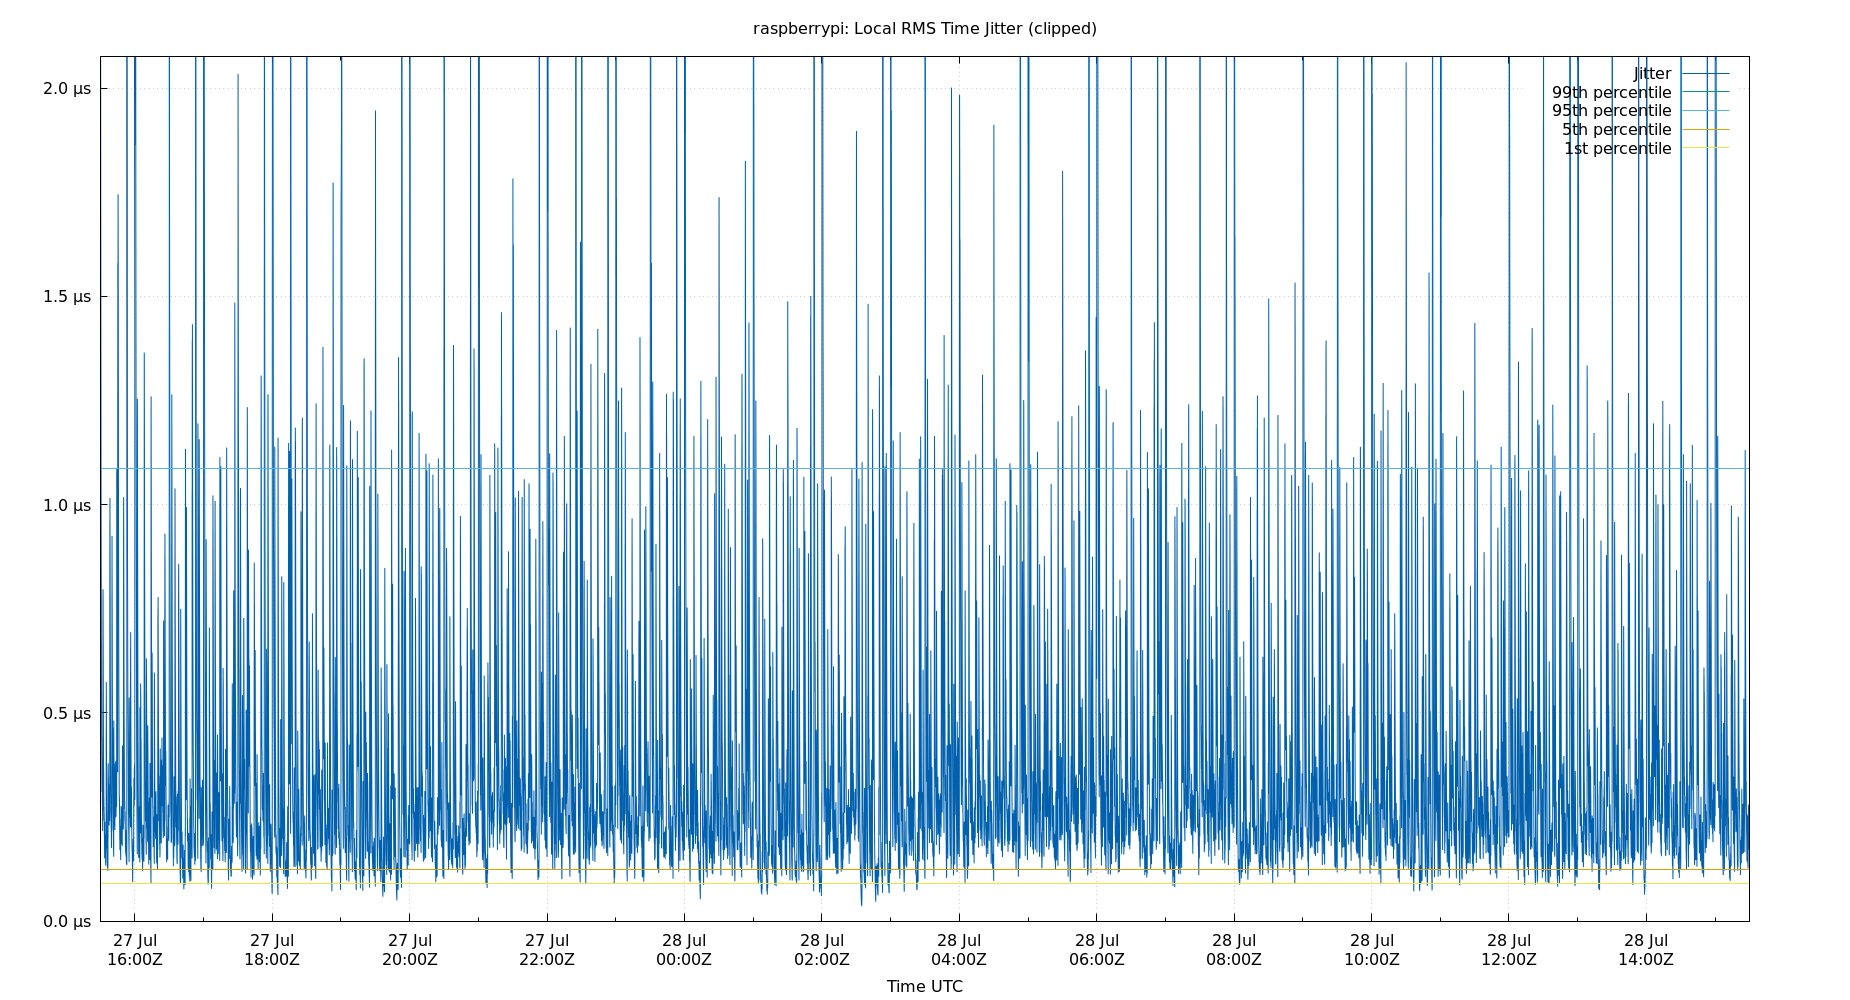 raspberrypi: Local RMS Time Jitter (clipped)
2.0 µs
1.5 µs
1.0 µs
0.5 µs
0.0 µs
Jitter
99th percentile
95th percentile
5th percentile
1st percentile
27 Jul 27 Jul 27 Jul 27 Jul 28 Jul 28 Jul 28 Jul 28 Jul 28 Jul 28 Jul 28 Jul 28 Jul
16:00Z 18:00Z 20:00Z 22:00Z 00:00Z 02:00Z 04:00Z 06:00Z 08:00Z 10:00Z 12:00Z 14:00Z
Time UTC